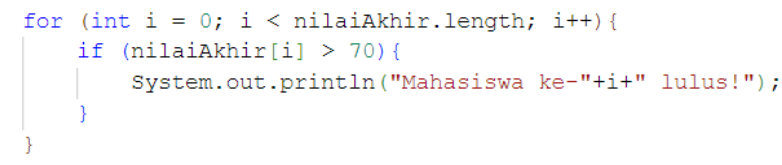 for (int i = 0; i < nilaiAkhir.length; i++){
if (nilaiAkhir[i] > 70){
System.out.println("Mahasiswa ke-"+i+" lulus!");
}
}